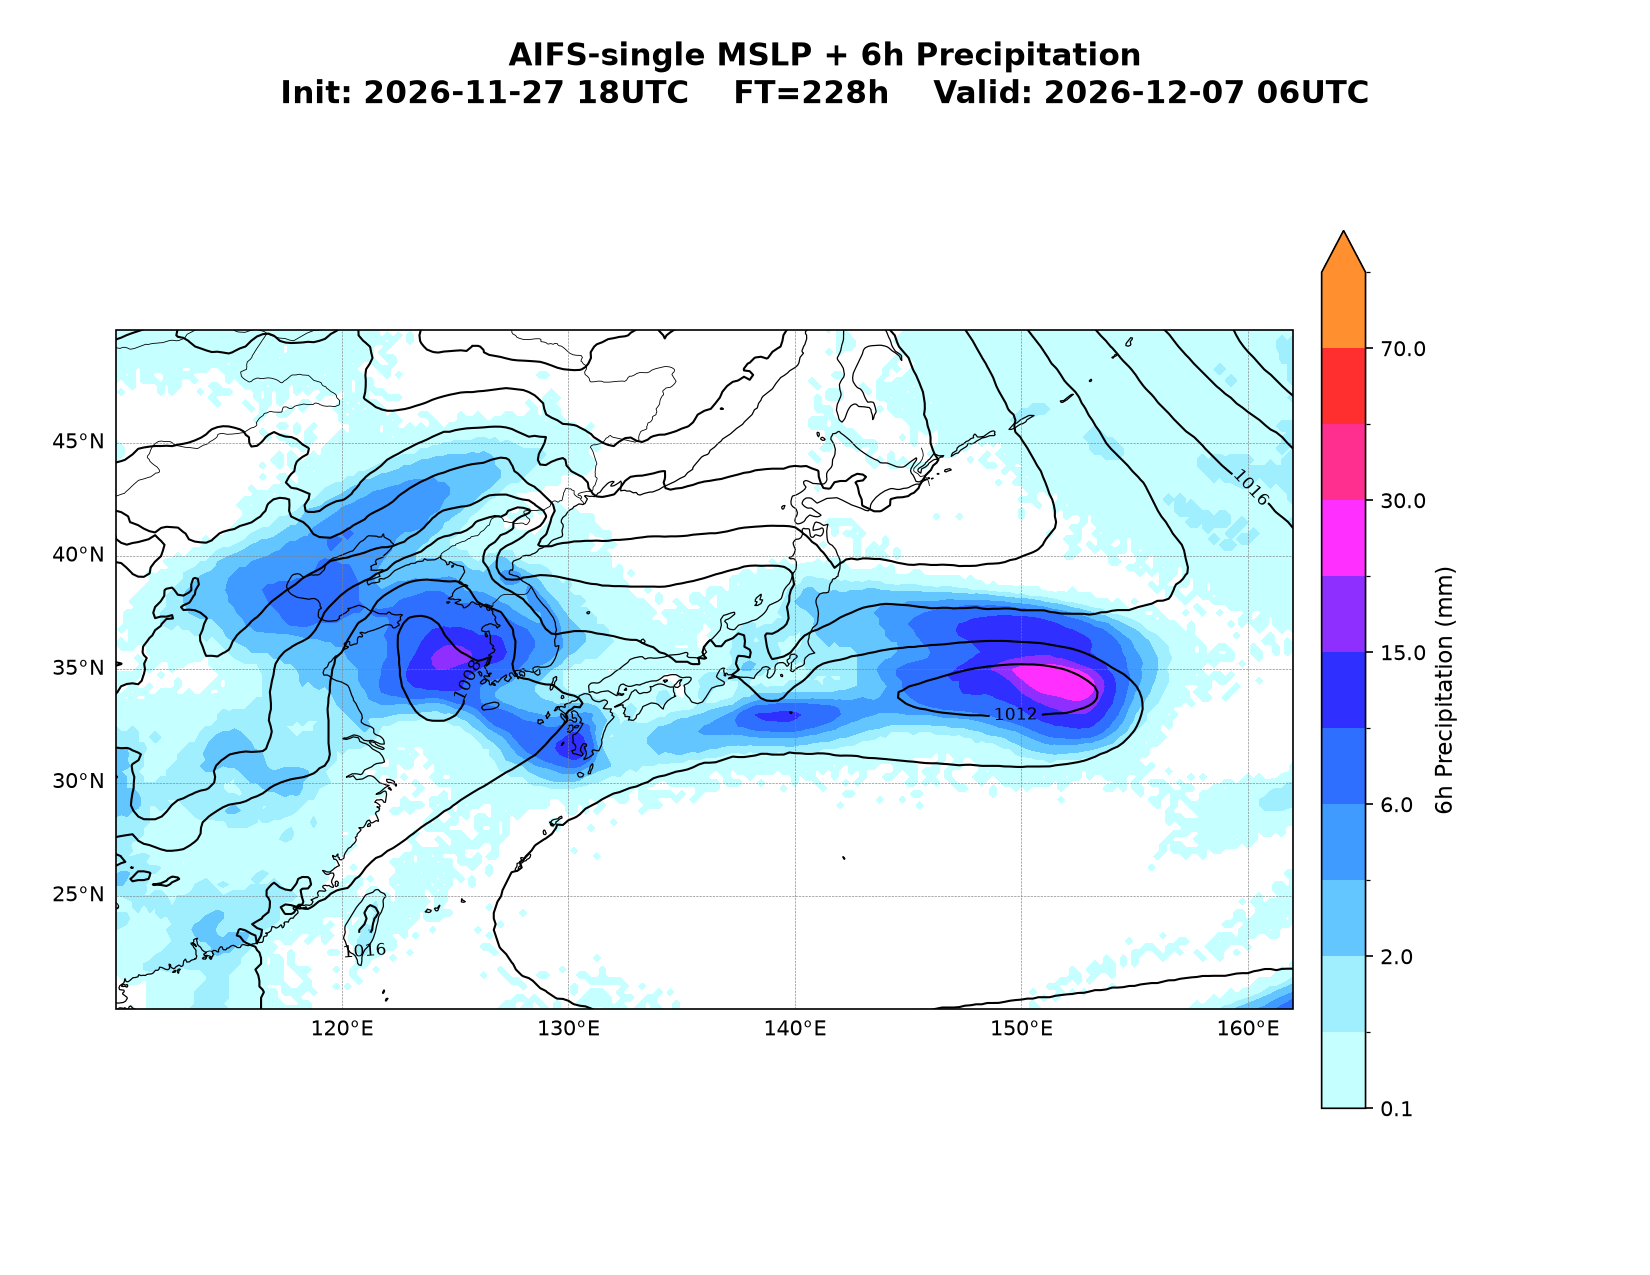 AIFS-single MSLP + 6h Precipitation
Init: 2026-11-27 18UTC    FT=228h    Valid: 2026-12-07 06UTC
70.0
45°N
1016
30.0
40°N
6h Precipitation (mm)
35°N
1008
15.0
1012
30°N
6.0
25°N
1016
2.0
120°E 130°E 140°E 150°E 160°E
0.1